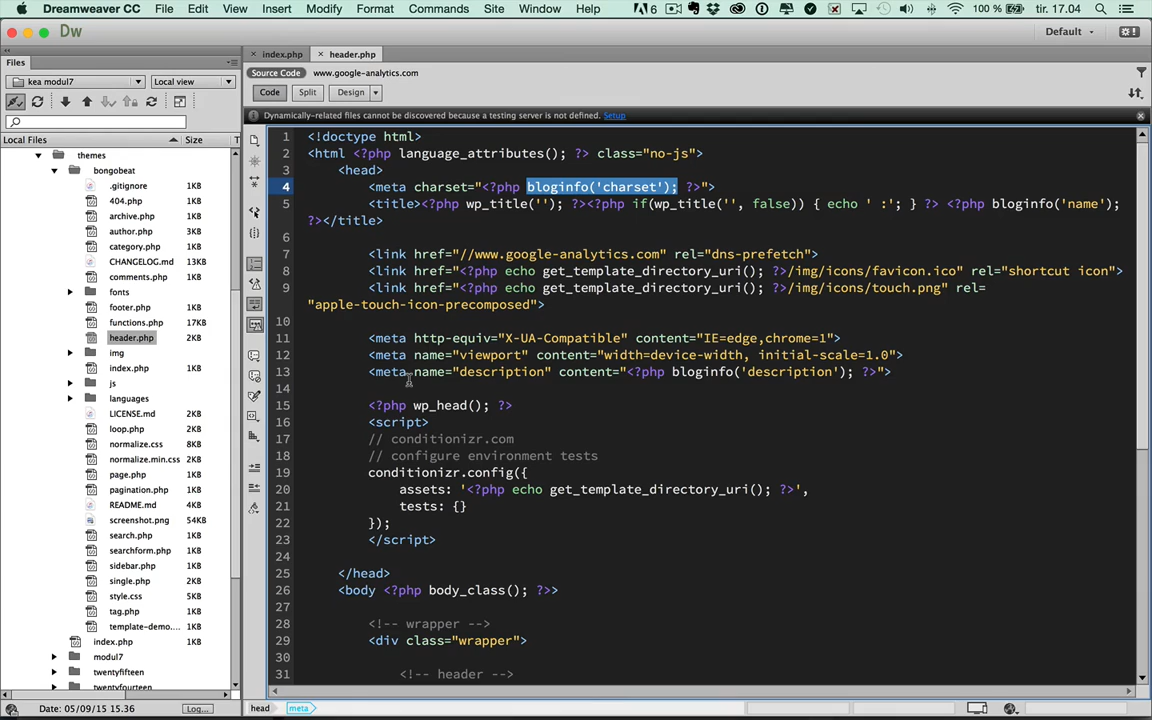 Dreamweaver CC File Edit View Insert Modify Format Commands Site Window Help 6 100 % tir. 17.04
Dw Default
Files
kea modul7 Local view
Local Files Size T
themes
bongobeat
.gitignore 1KB
404.php 1KB
archive.php 1KB
author.php 3KB
category.php 1KB
CHANGELOG.md 13KB
comments.php 1KB
fonts
footer.php 1KB
functions.php 17KB
header.php 2KB
img
index.php 1KB
js
languages
LICENSE.md 2KB
loop.php 2KB
normalize.css 8KB
normalize.min.css 2KB
page.php 1KB
pagination.php 1KB
README.md 2KB
screenshot.png 54KB
search.php 1KB
searchform.php 1KB
sidebar.php 1KB
single.php 2KB
style.css 5KB
tag.php 1KB
template-demo.... 1KB
index.php 1KB
modul7
twentyfifteen
twentyfourteen
Date: 05/09/15 15.36 Log...
× index.php × header.php
Source Code www.google-analytics.com
Code Split Design
Dynamically-related files cannot be discovered because a testing server is not defined. Setup
1 <!doctype html>
2 <html <?php language_attributes(); ?> class="no-js">
3 <head>
4 <meta charset="<?php bloginfo('charset'); ?>">
5 <title><?php wp_title(''); ?><?php if(wp_title('', false)) { echo ' :'; } ?> <?php bloginfo('name');
?></title>
6
7 <link href="//www.google-analytics.com" rel="dns-prefetch">
8 <link href="<?php echo get_template_directory_uri(); ?>/img/icons/favicon.ico" rel="shortcut icon">
9 <link href="<?php echo get_template_directory_uri(); ?>/img/icons/touch.png" rel=
"apple-touch-icon-precomposed">
10
11 <meta http-equiv="X-UA-Compatible" content="IE=edge,chrome=1">
12 <meta name="viewport" content="width=device-width, initial-scale=1.0">
13 <meta name="description" content="<?php bloginfo('description'); ?>">
14
15 <?php wp_head(); ?>
16 <script>
17 // conditionizr.com
18 // configure environment tests
19 conditionizr.config({
20 assets: '<?php echo get_template_directory_uri(); ?>',
21 tests: {}
22 });
23 </script>
24
25 </head>
26 <body <?php body_class(); ?>>
27
28 <!-- wrapper -->
29 <div class="wrapper">
30
31 <!-- header -->
head meta